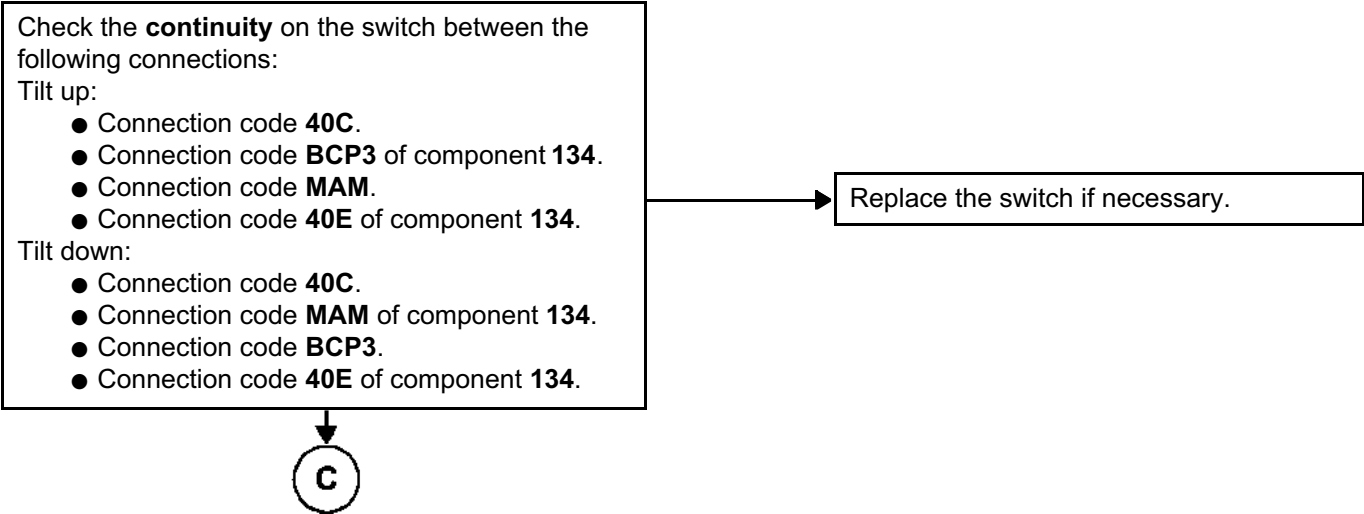 Check the continuity on the switch between the
following connections:
Tilt up:
● Connection code 40C.
● Connection code BCP3 of component 134.
● Connection code MAM.
● Connection code 40E of component 134.
Tilt down:
● Connection code 40C.
● Connection code MAM of component 134.
● Connection code BCP3.
● Connection code 40E of component 134.
Replace the switch if necessary.
C